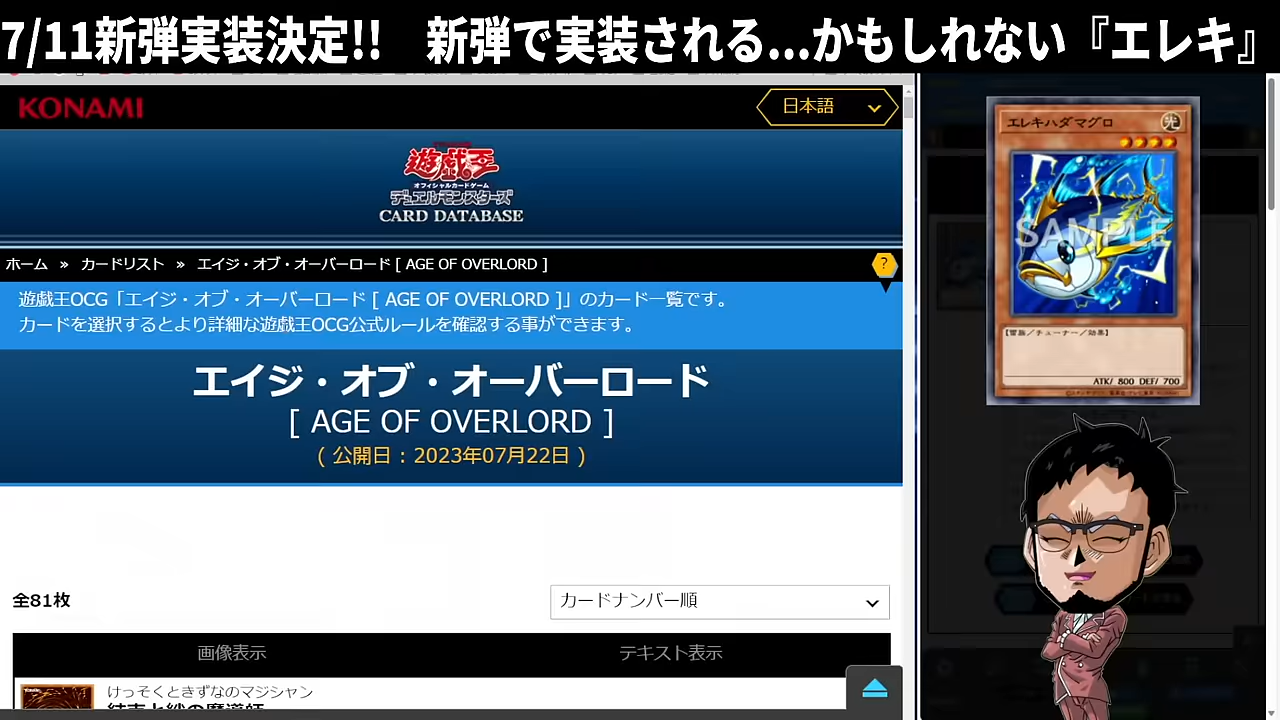 7/11新弾実装決定!!　新弾で実装される...かもしれない『エレキ』
KONAMI
日本語
遊戯王
オフィシャルカードゲーム
デュエルモンスターズ
CARD DATABASE
ホーム » カードリスト » エイジ・オブ・オーバーロード [ AGE OF OVERLORD ]
?
遊戯王OCG「エイジ・オブ・オーバーロード [ AGE OF OVERLORD ]」のカード一覧です。
カードを選択するとより詳細な遊戯王OCG公式ルールを確認する事ができます。
エイジ・オブ・オーバーロード
[ AGE OF OVERLORD ]
( 公開日 : 2023年07月22日 )
全81枚
カードナンバー順
画像表示
テキスト表示
けっそくときずなのマジシャン
結束と絆の魔導師
エレキハダマグロ
光
SAMPLE
【雷族／チューナー／効果】
ATK/ 800 DEF/ 700